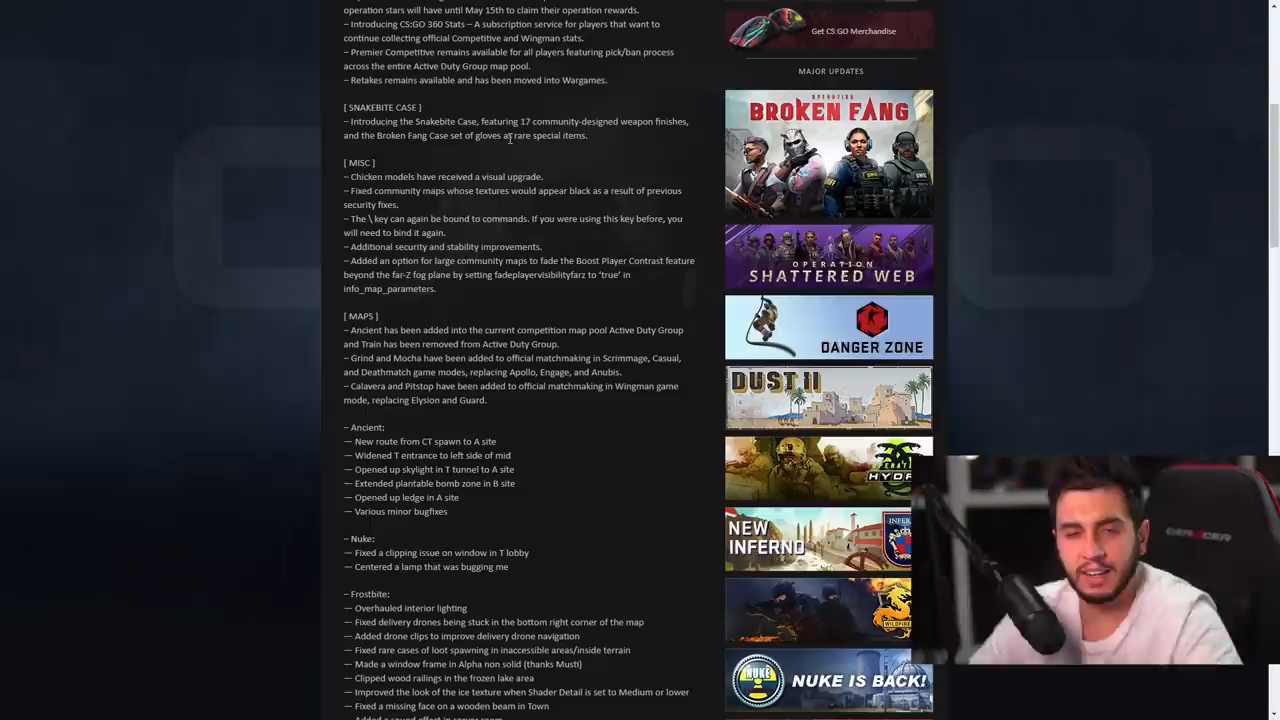 operation stars will have until May 15th to claim their operation rewards.
– Introducing CS:GO 360 Stats – A subscription service for players that want to
continue collecting official Competitive and Wingman stats.
– Premier Competitive remains available for all players featuring pick/ban process
across the entire Active Duty Group map pool.
– Retakes remains available and has been moved into Wargames.
[ SNAKEBITE CASE ]
– Introducing the Snakebite Case, featuring 17 community-designed weapon finishes,
and the Broken Fang Case set of gloves as rare special items.
[ MISC ]
– Chicken models have received a visual upgrade.
– Fixed community maps whose textures would appear black as a result of previous
security fixes.
– The \ key can again be bound to commands. If you were using this key before, you
will need to bind it again.
– Additional security and stability improvements.
– Added an option for large community maps to fade the Boost Player Contrast feature
beyond the far-Z fog plane by setting fadeplayervisibilityfarz to ‘true’ in
info_map_parameters.
[ MAPS ]
– Ancient has been added into the current competition map pool Active Duty Group
and Train has been removed from Active Duty Group.
– Grind and Mocha have been added to official matchmaking in Scrimmage, Casual,
and Deathmatch game modes, replacing Apollo, Engage, and Anubis.
– Calavera and Pitstop have been added to official matchmaking in Wingman game
mode, replacing Elysion and Guard.
– Ancient:
— New route from CT spawn to A site
— Widened T entrance to left side of mid
— Opened up skylight in T tunnel to A site
— Extended plantable bomb zone in B site
— Opened up ledge in A site
— Various minor bugfixes
– Nuke:
— Fixed a clipping issue on window in T lobby
— Centered a lamp that was bugging me
– Frostbite:
— Overhauled interior lighting
— Fixed delivery drones being stuck in the bottom right corner of the map
— Added drone clips to improve delivery drone navigation
— Fixed rare cases of loot spawning in inaccessible areas/inside terrain
— Made a window frame in Alpha non solid (thanks Musti)
— Clipped wood railings in the frozen lake area
— Improved the look of the ice texture when Shader Detail is set to Medium or lower
— Fixed a missing face on a wooden beam in Town
— Added a sound effect in server room
Get CS:GO Merchandise
MAJOR UPDATES
OPERATION
BROKEN FANG
OPERATION
SHATTERED WEB
DANGER ZONE
DUST II
OPERATION
HYDR
NEW
INFERNO
INFER
WILDFIRE
NUKE
NUKE IS BACK!